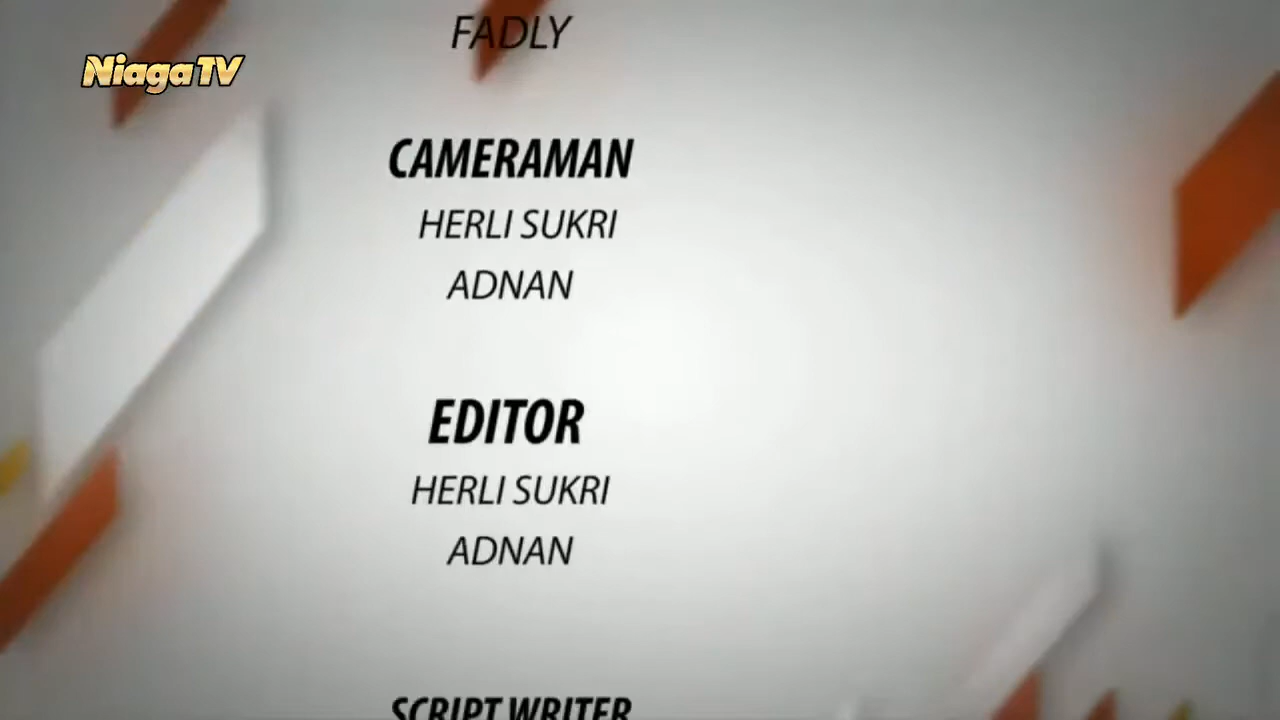 FADLY
NiagaTV
CAMERAMAN
HERLI SUKRI
ADNAN
EDITOR
HERLI SUKRI
ADNAN
SCRIPT WRITER